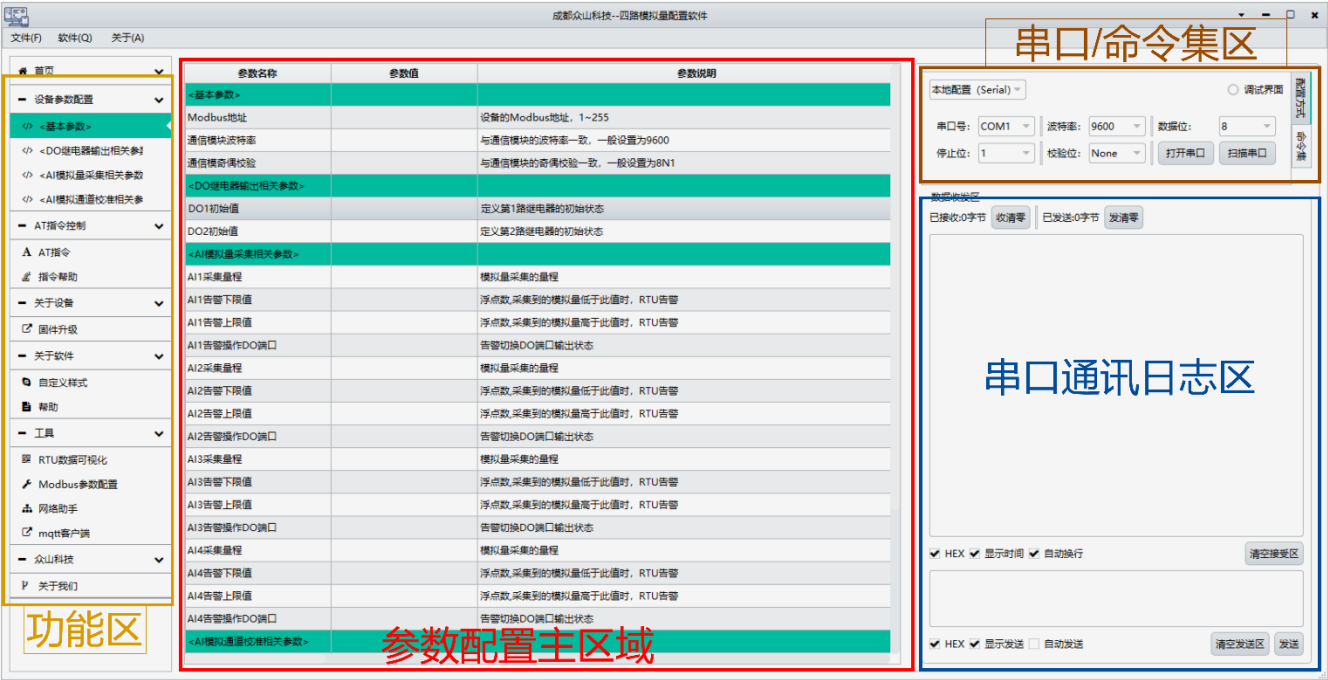 成都众山科技--四路模拟量配置软件
文件(F) 软件(Q) 关于(A)
首页
设备参数配置
</> <基本参数>
</> <DO继电器输出相关参
</> <AI模拟量采集相关参数
</> <AI模拟通道校准相关参
AT指令控制
A AT指令
指令帮助
关于设备
固件升级
关于软件
自定义样式
帮助
工具
RTU数据可视化
Modbus参数配置
网络助手
mqtt客户端
众山科技
关于我们
功能区
参数名称 参数值 参数说明
<基本参数>
Modbus地址 设备的Modbus地址，1~255
通信模块波特率 与通信模块的波特率一致，一般设置为9600
通信模奇偶校验 与通信模块的奇偶校验一致，一般设置为8N1
<DO继电器输出相关参数>
DO1初始值 定义第1路继电器的初始状态
DO2初始值 定义第2路继电器的初始状态
<AI模拟量采集相关参数>
AI1采集量程 模拟量采集的量程
AI1告警下限值 浮点数,采集到的模拟量低于此值时，RTU告警
AI1告警上限值 浮点数,采集到的模拟量高于此值时，RTU告警
AI1告警操作DO端口 告警切换DO端口输出状态
AI2采集量程 模拟量采集的量程
AI2告警下限值 浮点数,采集到的模拟量低于此值时，RTU告警
AI2告警上限值 浮点数,采集到的模拟量高于此值时，RTU告警
AI2告警操作DO端口 告警切换DO端口输出状态
AI3采集量程 模拟量采集的量程
AI3告警下限值 浮点数,采集到的模拟量低于此值时，RTU告警
AI3告警上限值 浮点数,采集到的模拟量高于此值时，RTU告警
AI3告警操作DO端口 告警切换DO端口输出状态
AI4采集量程 模拟量采集的量程
AI4告警下限值 浮点数,采集到的模拟量低于此值时，RTU告警
AI4告警上限值 浮点数,采集到的模拟量高于此值时，RTU告警
AI4告警操作DO端口 告警切换DO端口输出状态
<AI模拟通道校准相关参数>
参数配置主区域
串口/命令集区
本地配置（Serial） 调试界面
串口号: COM1 波特率: 9600 数据位: 8
停止位: 1 校验位: None 打开串口 扫描串口
配置方式
命令集
数据收发区
已接收:0字节 收清零 已发送:0字节 发清零
串口通讯日志区
HEX 显示时间 自动换行 清空接受区
HEX 显示发送 自动发送 清空发送区 发送